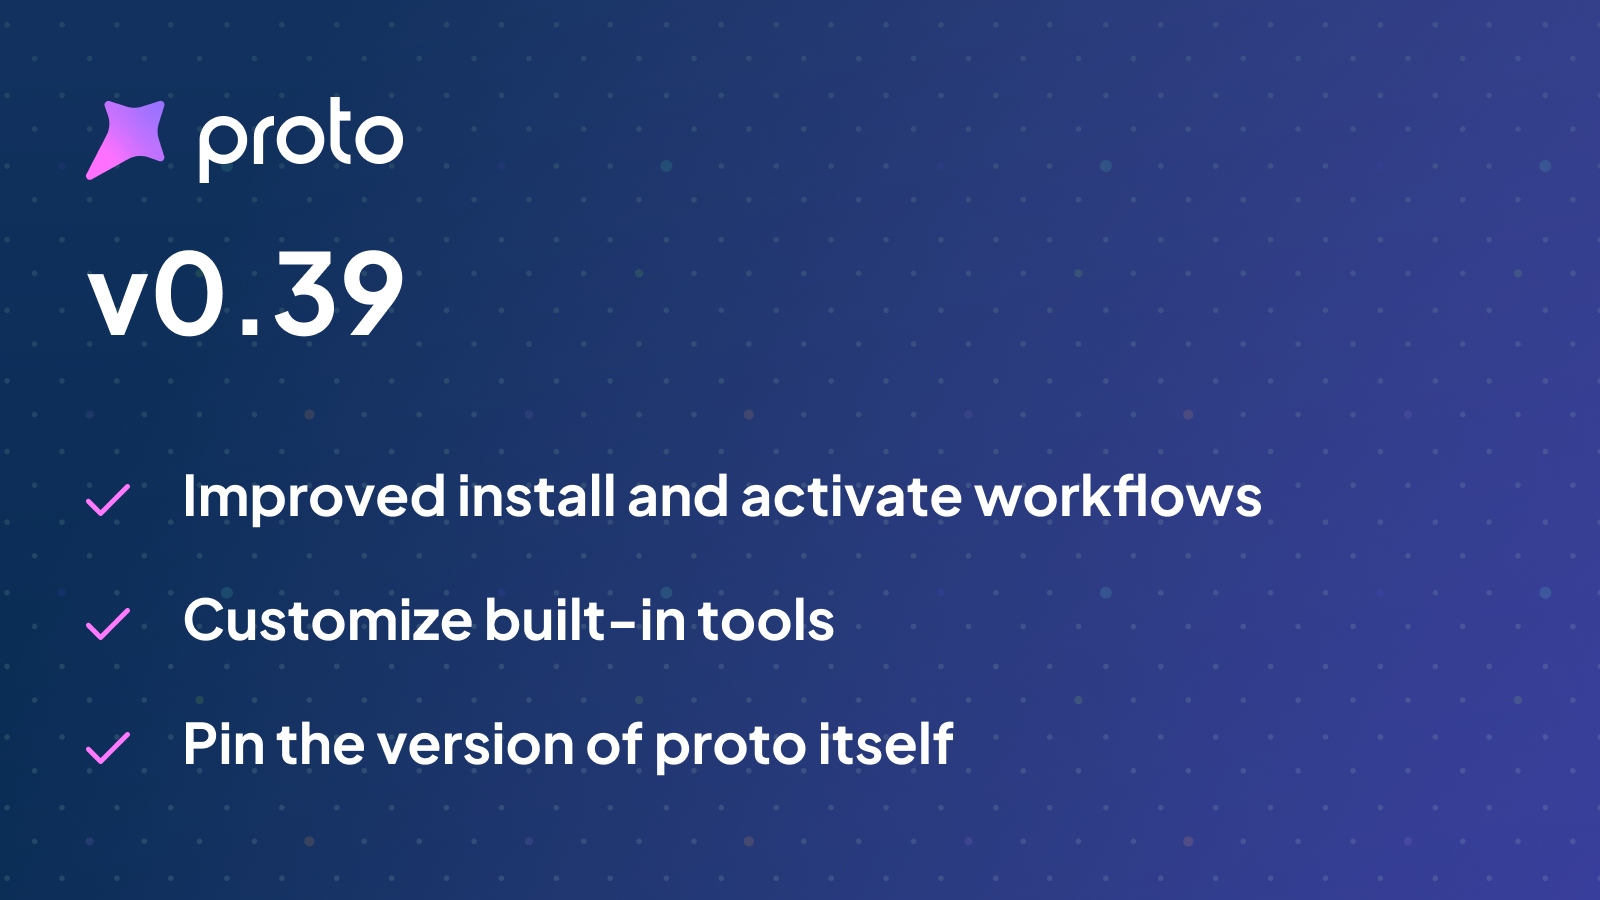 proto
v0.39
Improved install and activate workflows
Customize built-in tools
Pin the version of proto itself